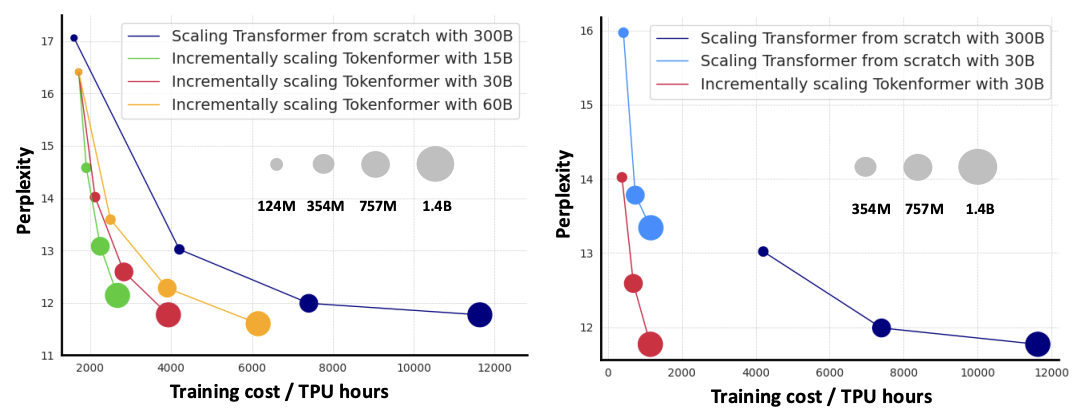 17
16
15
14
13
12
11
Perplexity
Scaling Transformer from scratch with 300B
Incrementally scaling Tokenformer with 15B
Incrementally scaling Tokenformer with 30B
Incrementally scaling Tokenformer with 60B
124M 354M 757M 1.4B
2000 4000 6000 8000 10000 12000
Training cost / TPU hours
16
15
14
13
12
Perplexity
Scaling Transformer from scratch with 300B
Scaling Transformer from scratch with 30B
Incrementally scaling Tokenformer with 30B
354M 757M 1.4B
0 2000 4000 6000 8000 10000 12000
Training cost / TPU hours